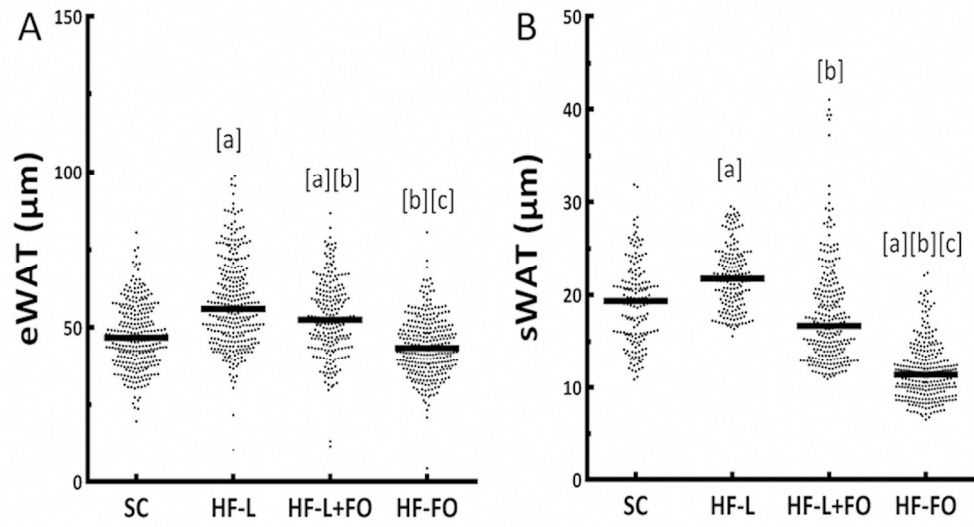 A
B
150
100
50
0
eWAT (μm)
[a]
[a][b]
[b][c]
SC
HF-L
HF-L+FO
HF-FO
50
40
30
20
10
0
sWAT (μm)
[a]
[b]
[a][b][c]
SC
HF-L
HF-L+FO
HF-FO